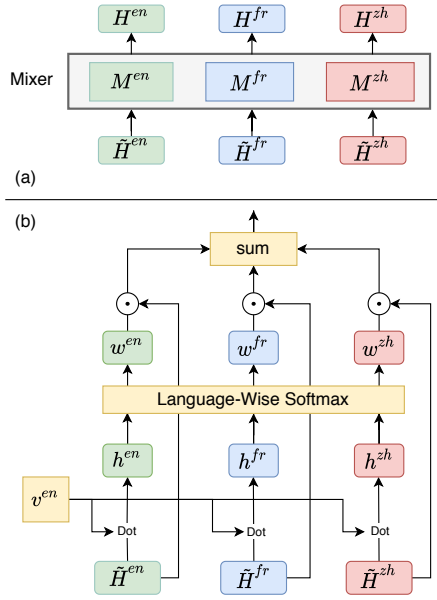 H^{en} H^{fr} H^{zh}
Mixer M^{en} M^{fr} M^{zh}
H̃^{en} H̃^{fr} H̃^{zh}
(a)
(b)
sum
w^{en} w^{fr} w^{zh}
Language-Wise Softmax
h^{en} h^{fr} h^{zh}
v^{en}
Dot Dot Dot
H̃^{en} H̃^{fr} H̃^{zh}